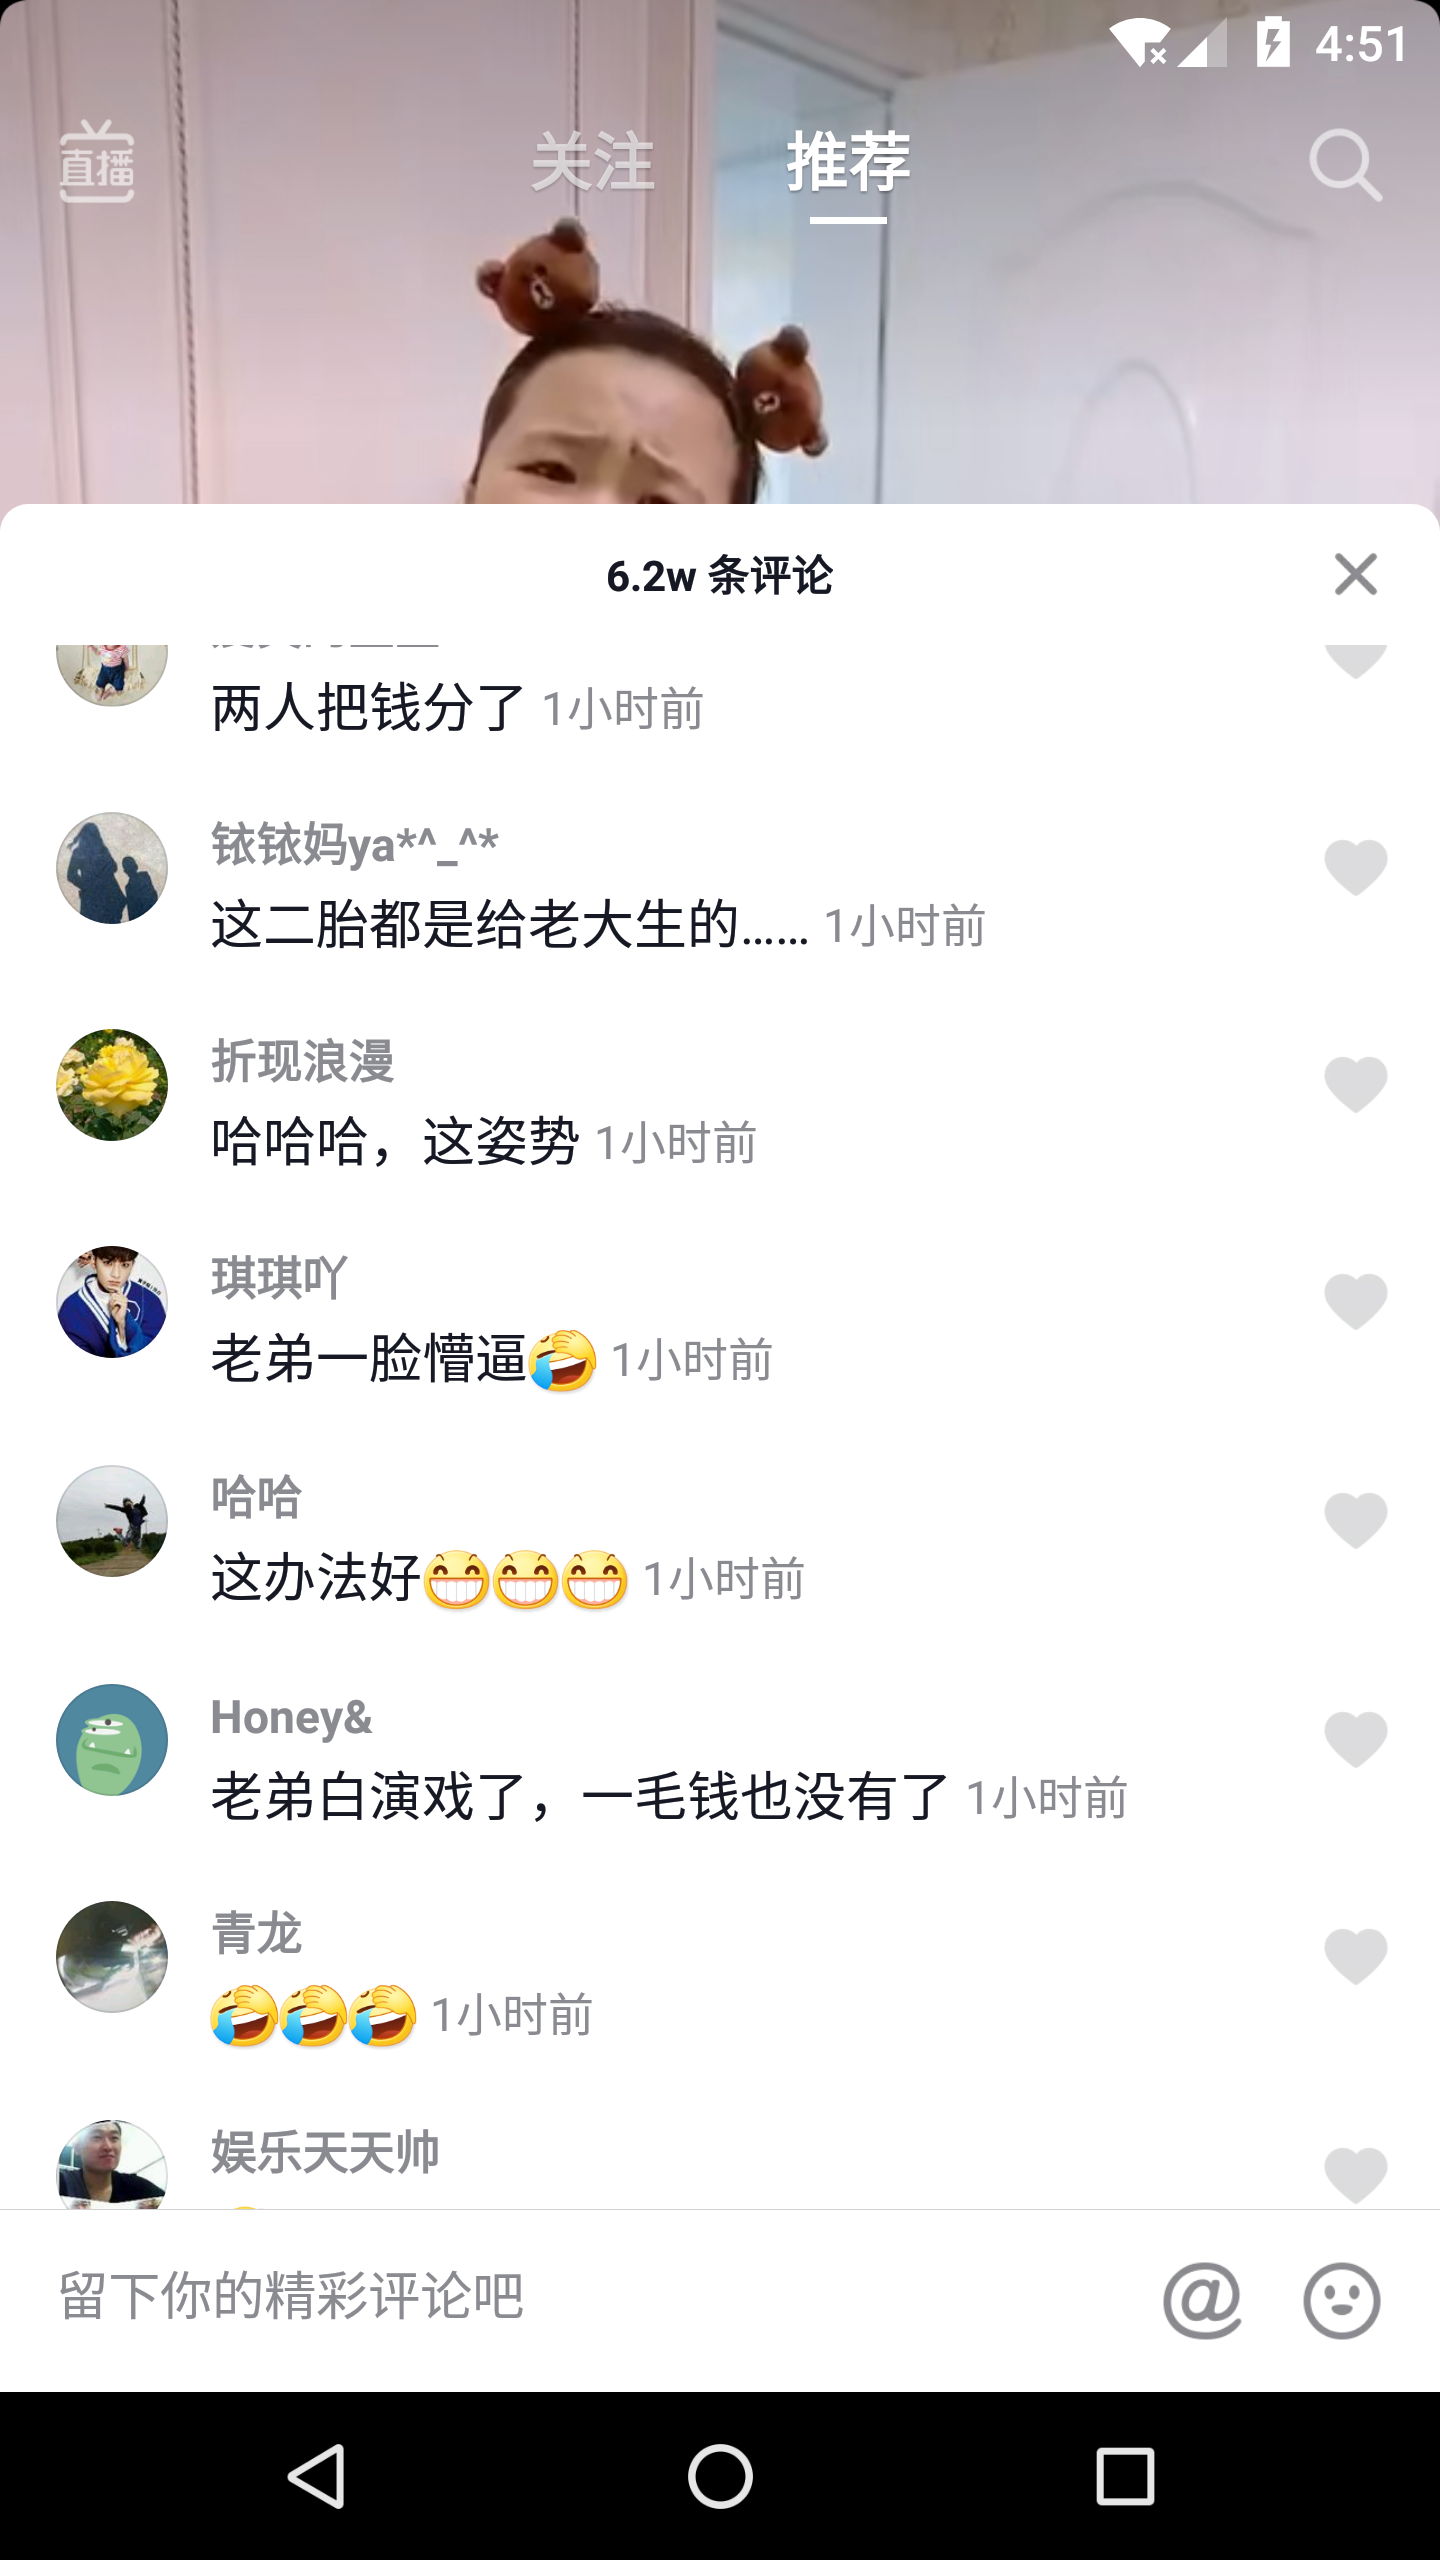 4:51
直播
关注
推荐
6.2w 条评论
两人把钱分了 1小时前
铱铱妈ya*^_^*
这二胎都是给老大生的…… 1小时前
折现浪漫
哈哈哈，这姿势 1小时前
琪琪吖
老弟一脸懵逼🤣 1小时前
哈哈
这办法好😁😁😁 1小时前
Honey&
老弟白演戏了，一毛钱也没有了 1小时前
青龙
🤣🤣🤣 1小时前
娱乐天天帅
留下你的精彩评论吧
@